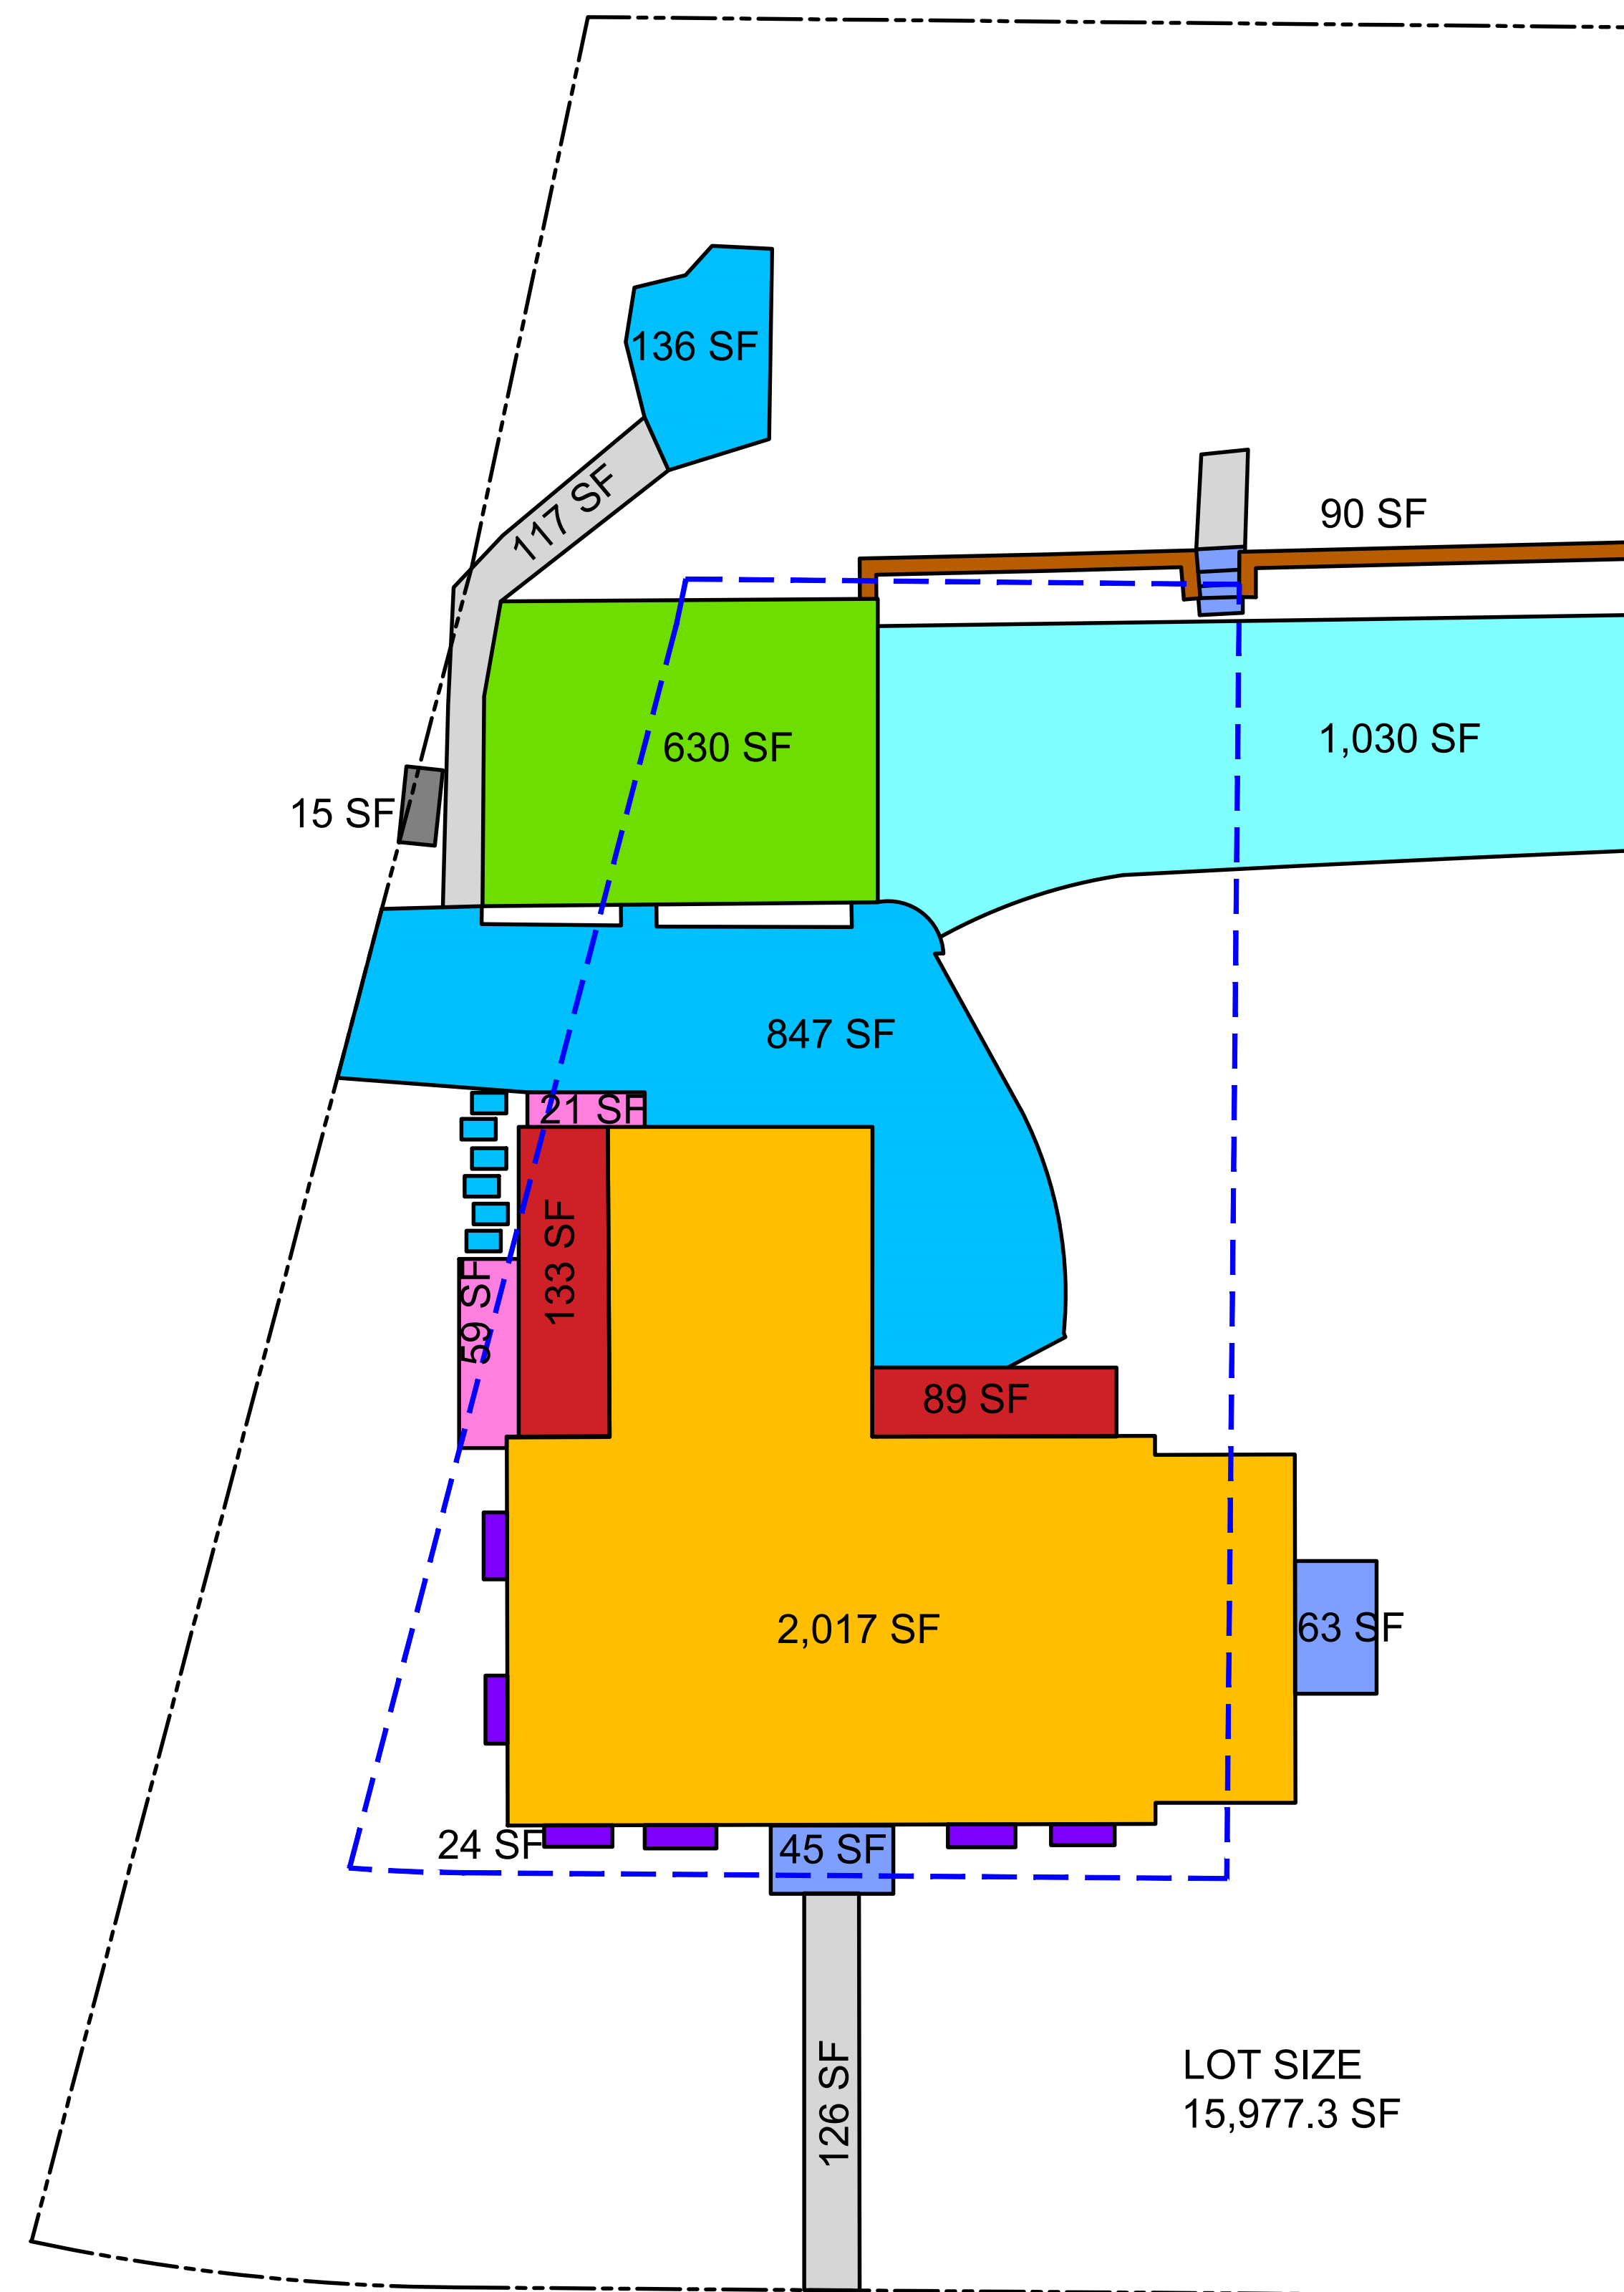 136 SF
117 SF
90 SF
630 SF
1,030 SF
15 SF
847 SF
21 SF
133 SF
59 SF
89 SF
2,017 SF
63 SF
24 SF
45 SF
126 SF
LOT SIZE
15,977.3 SF